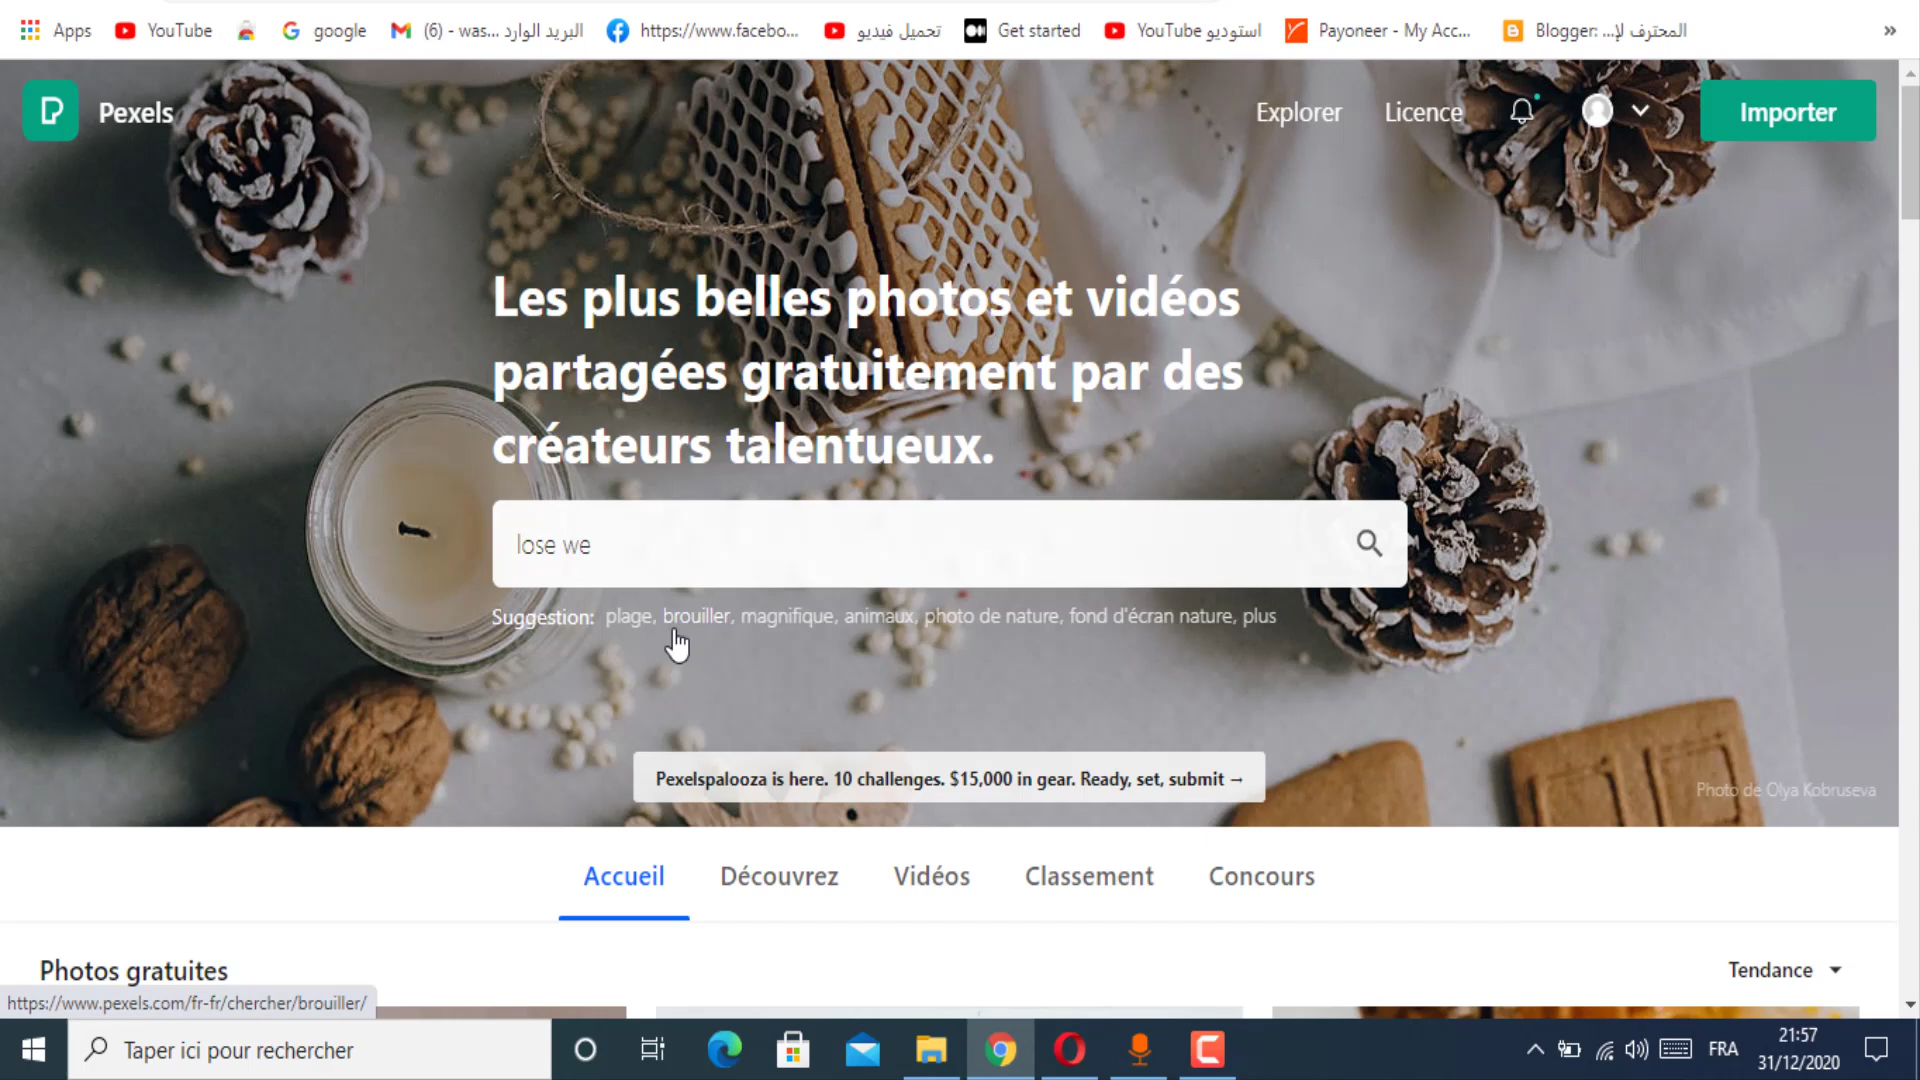 Apps YouTube google (6) - was... البريد الوارد https://www.facebo... تحميل فيديو Get started استوديو YouTube Payoneer - My Acc... Blogger: ...المحترف لإ »
Pexels Explorer Licence Importer
Les plus belles photos et vidéos
partagées gratuitement par des
créateurs talentueux.
lose we
Suggestion: plage, brouiller, magnifique, animaux, photo de nature, fond d'écran nature, plus
Pexelspalooza is here. 10 challenges. $15,000 in gear. Ready, set, submit →
Photo de Olya Kobruseva
Accueil Découvrez Vidéos Classement Concours
Photos gratuites Tendance
https://www.pexels.com/fr-fr/chercher/brouiller/
Taper ici pour rechercher FRA 21:57
31/12/2020